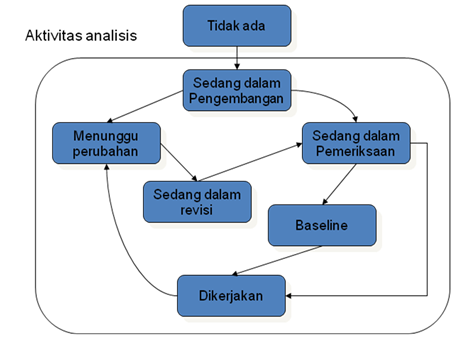 Tidak ada
Aktivitas analisis
Sedang dalam
Pengembangan
Menunggu
perubahan
Sedang dalam
Pemeriksaan
Sedang dalam
revisi
Baseline
Dikerjakan